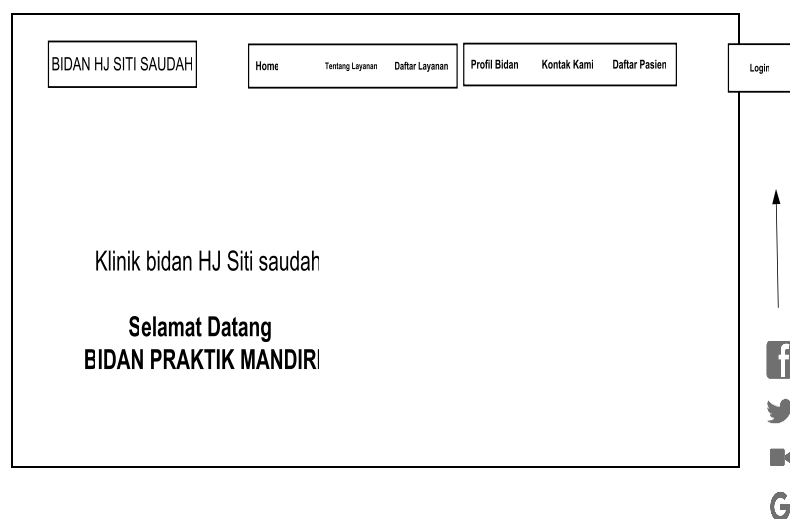 BIDAN HJ SITI SAUDAH
Home Tentang Layanan Daftar Layanan Profil Bidan Kontak Kami Daftar Pasien Login
Klinik bidan HJ Siti saudah
Selamat Datang
BIDAN PRAKTIK MANDIRI